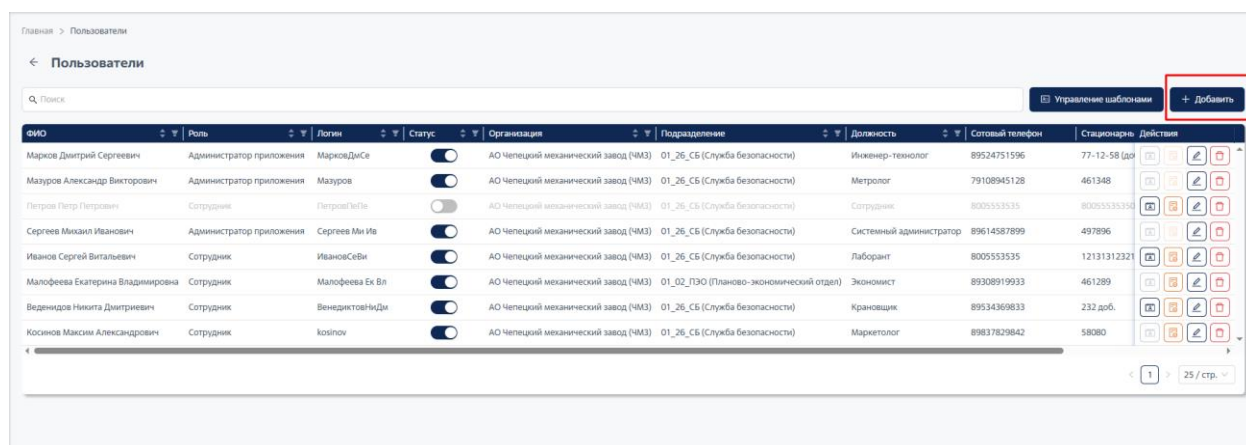 Главная > Пользователи
← Пользователи
Поиск
Управление шаблонами
+ Добавить
ФИО Роль Логин Статус Организация Подразделение Должность Сотовый телефон Стационарнь Действия
Марков Дмитрий Сергеевич Администратор приложения МарковДмСе АО Чепецкий механический завод (ЧМЗ) 01_26_СБ (Служба безопасности) Инженер-технолог 89524751596 77-12-58 (до
Мазуров Александр Викторович Администратор приложения Мазуров АО Чепецкий механический завод (ЧМЗ) 01_26_СБ (Служба безопасности) Метролог 79108945128 461348
Петров Петр Петрович Сотрудник ПетровПеПе АО Чепецкий механический завод (ЧМЗ) 01_26_СБ (Служба безопасности) Сотрудник 8005553535 80055535350
Сергеев Михаил Иванович Администратор приложения Сергеев Ми Ив АО Чепецкий механический завод (ЧМЗ) 01_26_СБ (Служба безопасности) Системный администратор 89614587899 497896
Иванов Сергей Витальевич Сотрудник ИвановСеВи АО Чепецкий механический завод (ЧМЗ) 01_26_СБ (Служба безопасности) Лаборант 8005553535 12131312321
Малофеева Екатерина Владимировна Сотрудник Малофеева Ек Вл АО Чепецкий механический завод (ЧМЗ) 01_02_ПЭО (Планово-экономический отдел) Экономист 89308919933 461289
Веденидов Никита Дмитриевич Сотрудник ВенедиктовНиДм АО Чепецкий механический завод (ЧМЗ) 01_26_СБ (Служба безопасности) Крановщик 89534369833 232 доб.
Косинов Максим Александрович Сотрудник kosinov АО Чепецкий механический завод (ЧМЗ) 01_26_СБ (Служба безопасности) Маркетолог 89837829842 58080
< 1 > 25 / стр.